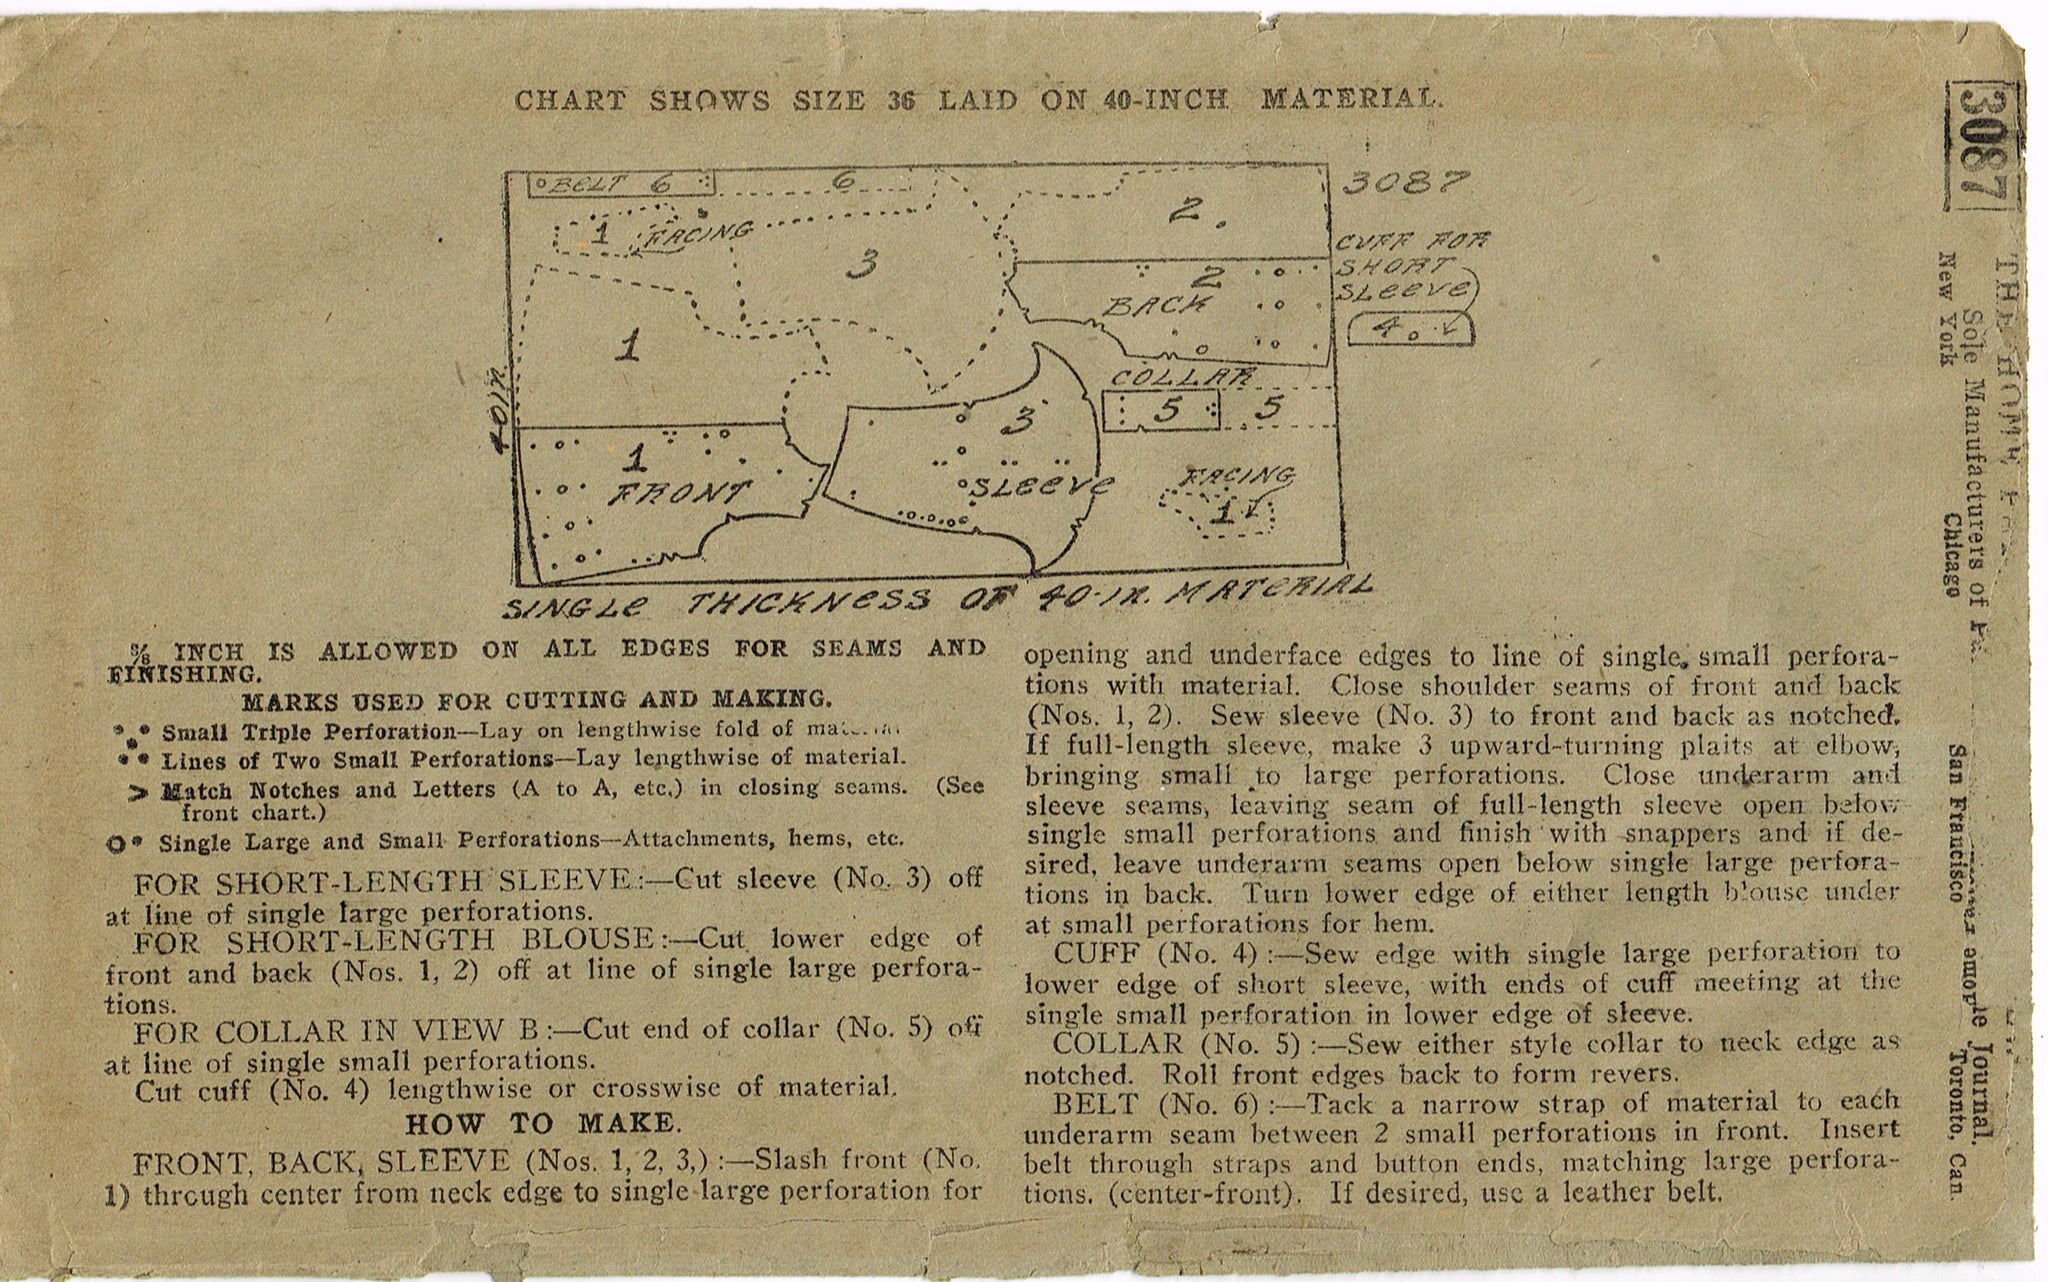 CHART SHOWS SIZE 36 LAID ON 40-INCH MATERIAL.
BELT 6
6
2
3087
1
FACING
3
CUFF FOR
SHORT
SLEEVE
4
2
BACK
1
40 IN.
COLLAR
5
5
1
FRONT
3
SLEEVE
FACING
1
SINGLE THICKNESS OF 40-IN. MATERIAL
3/8 INCH IS ALLOWED ON ALL EDGES FOR SEAMS AND
FINISHING.
MARKS USED FOR CUTTING AND MAKING.
Small Triple Perforation—Lay on lengthwise fold of
Lines of Two Small Perforations—Lay lengthwise of material.
> Match Notches and Letters (A to A, etc.) in closing seams. (See
front chart.)
Single Large and Small Perforations—Attachments, hems, etc.
FOR SHORT-LENGTH SLEEVE:—Cut sleeve (No. 3) off
at line of single large perforations.
FOR SHORT-LENGTH BLOUSE:—Cut lower edge of
front and back (Nos. 1, 2) off at line of single large perfora-
tions.
FOR COLLAR IN VIEW B:—Cut end of collar (No. 5) off
at line of single small perforations.
Cut cuff (No. 4) lengthwise or crosswise of material.
HOW TO MAKE.
FRONT, BACK, SLEEVE (Nos. 1, 2, 3,) :—Slash front (No.
1) through center from neck edge to single large perforation for
opening and underface edges to line of single small perfora-
tions with material. Close shoulder seams of front and back
(Nos. 1, 2). Sew sleeve (No. 3) to front and back as notched.
If full-length sleeve, make 3 upward-turning plaits at elbow,
bringing small to large perforations. Close underarm and
sleeve seams, leaving seam of full-length sleeve open below
single small perforations and finish with snappers and if de-
sired, leave underarm seams open below single large perfora-
tions in back. Turn lower edge of either length blouse under
at small perforations for hem.
CUFF (No. 4) :—Sew edge with single large perforation to
lower edge of short sleeve, with ends of cuff meeting at the
single small perforation in lower edge of sleeve.
COLLAR (No. 5) :—Sew either style collar to neck edge as
notched. Roll front edges back to form revers.
BELT (No. 6) :—Tack a narrow strap of material to each
underarm seam between 2 small perforations in front. Insert
belt through straps and button ends, matching large perfora-
tions. (center-front). If desired, use a leather belt.
3087
THE HOME
Sole Manufacturers of
Journal.
New York Chicago San Francisco Toronto, Can.